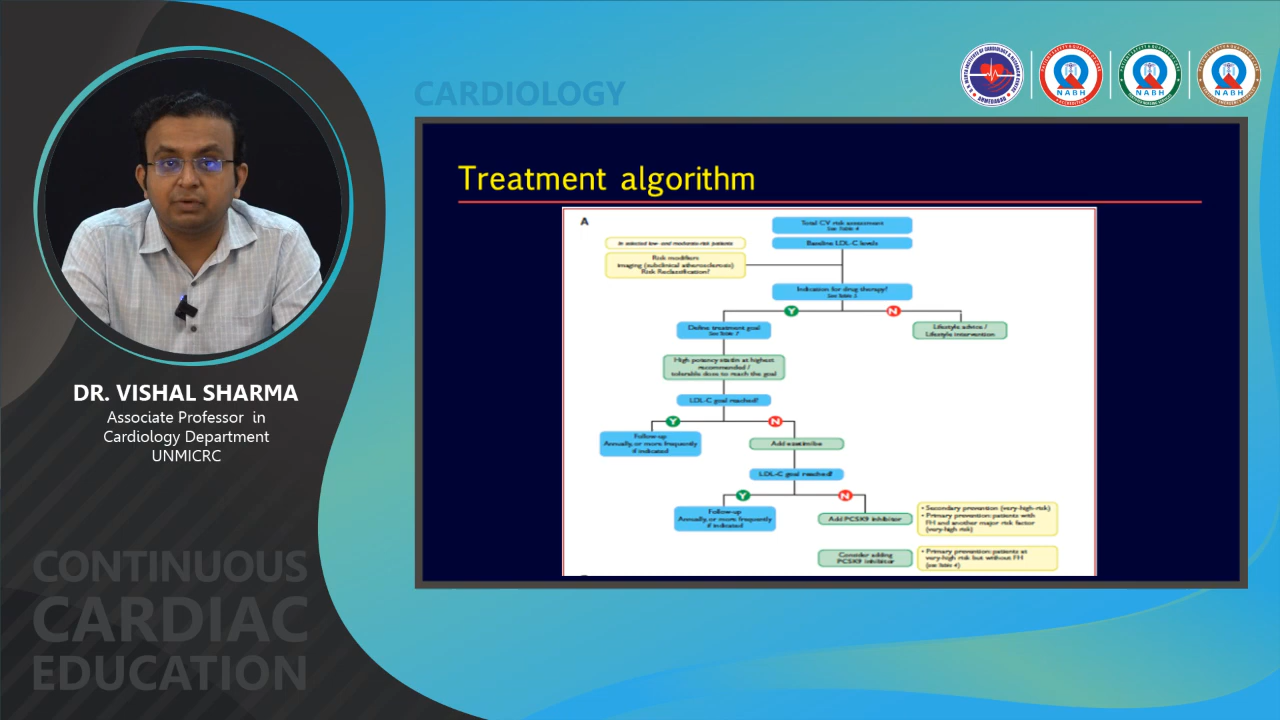 CARDIOLOGY
NABH
NABH
NABH
Treatment algorithm
A
Total CV risk assessment
See Table 4
Baseline LDL-C levels
In selected low- and moderate-risk patients
Risk modifiers
imaging (subclinical atherosclerosis)
Risk Reclassification?
Indication for drug therapy?
See Table 5
Y
N
Define treatment goal
See Table 7
Lifestyle advice /
Lifestyle intervention
High potency statin at highest
recommended /
tolerable dose to reach the goal
LDL-C goal reached?
Y
N
Follow-up
Annually, or more frequently
if indicated
Add ezetimibe
LDL-C goal reached?
Y
N
Follow-up
Annually, or more frequently
if indicated
Add PCSK9 inhibitor
• Secondary prevention (very-high-risk)
• Primary prevention: patients with
FH and another major risk factor
(very-high risk)
Consider adding
PCSK9 inhibitor
• Primary prevention: patients at
very-high risk but without FH
(see Table 4)
DR. VISHAL SHARMA
Associate Professor in
Cardiology Department
UNMICRC
CONTINUOUS
CARDIAC
EDUCATION